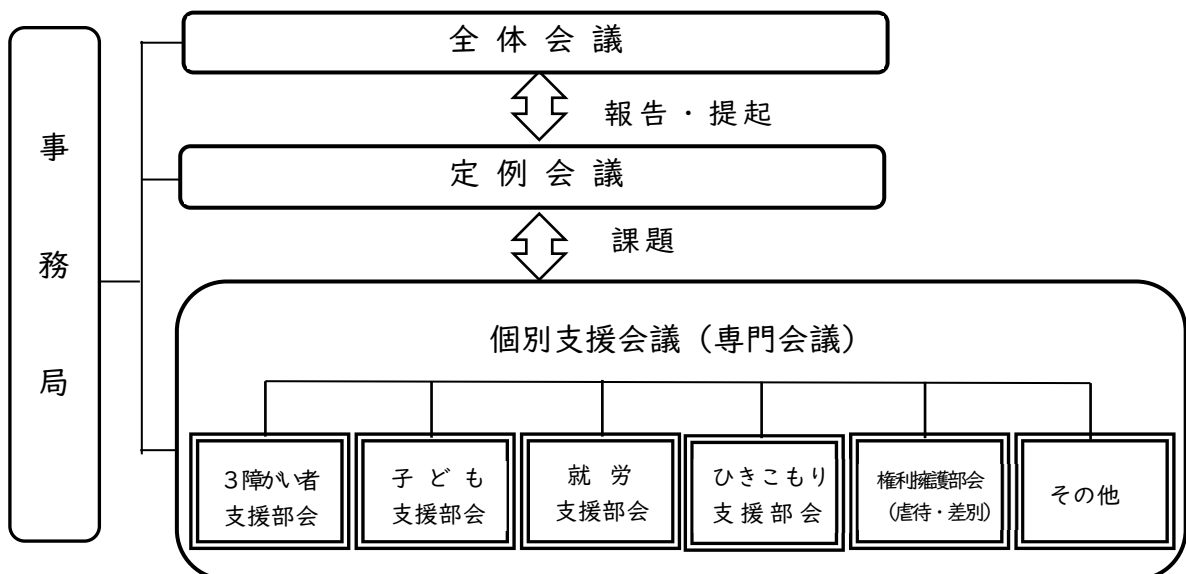 全体会議
報告・提起
事務局
定例会議
課題
個別支援会議（専門会議）
3障がい者
支援部会
子ども
支援部会
就労
支援部会
ひきこもり
支援部会
権利擁護部会
（虐待・差別）
その他